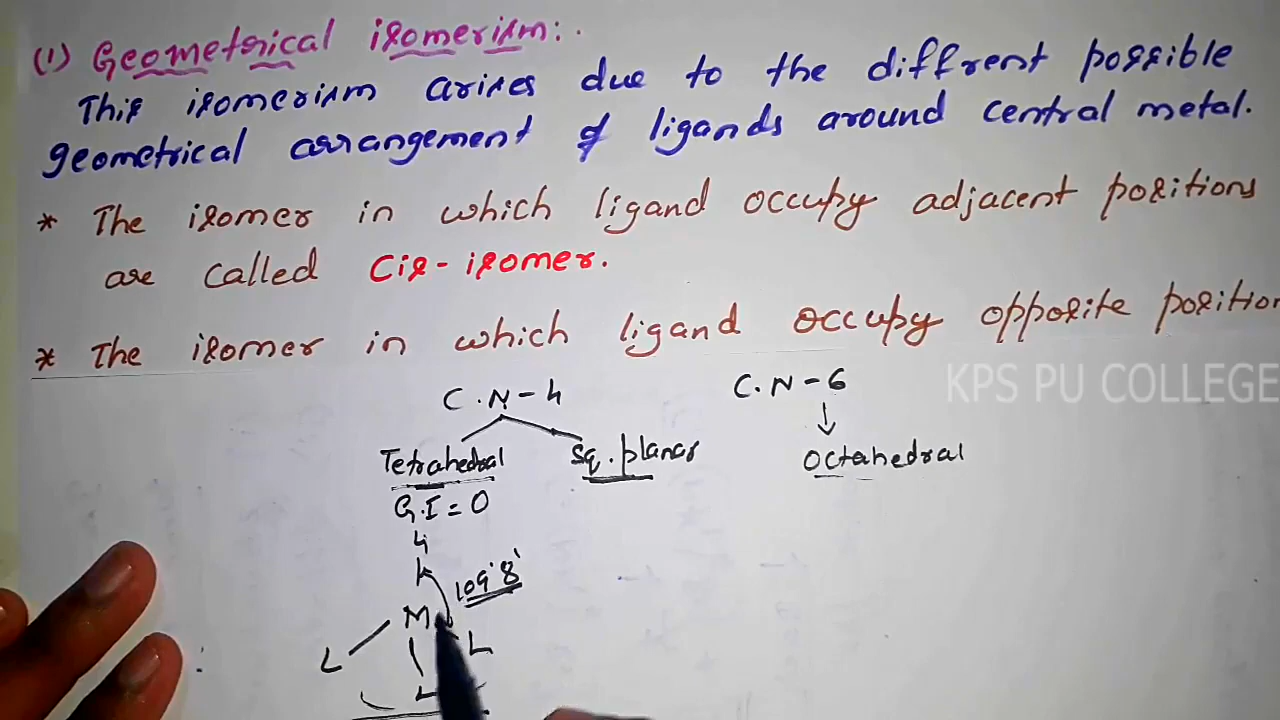 (1) Geometrical isomerism:.
This isomerism arises due to the diffrent possible
geometrical arrangement of ligands around central metal.
* The isomer in which ligand occupy adjacent positions
are called Cis-isomer.
* The isomer in which ligand occupy opposite position
KPS PU COLLEGE
C.N-4
C.N-6
Tetrahedral
Sq.planar
Octahedral
G.I=0
109°8'
M
L
L
L